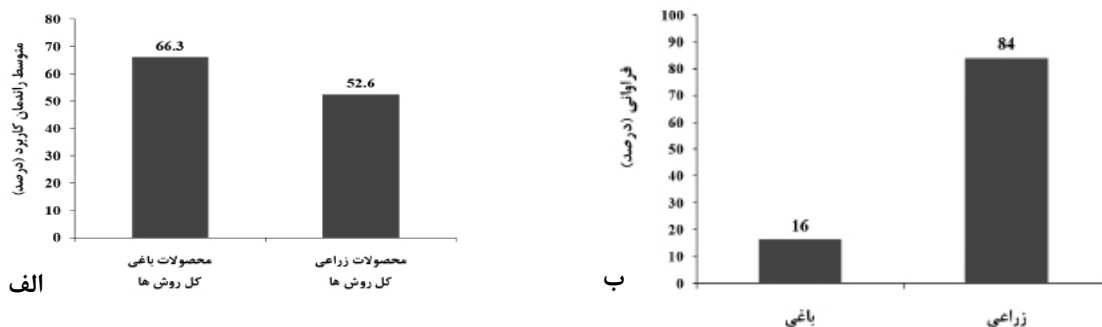 متوسط راندمان کاربرد (درصد)
80
70
60
50
40
30
20
10
0
66.3
52.6
محصولات باغی
کل روش ها
محصولات زراعی
کل روش ها
الف
فراوانی (درصد)
100
90
80
70
60
50
40
30
20
10
0
16
84
باغی
زراعی
ب